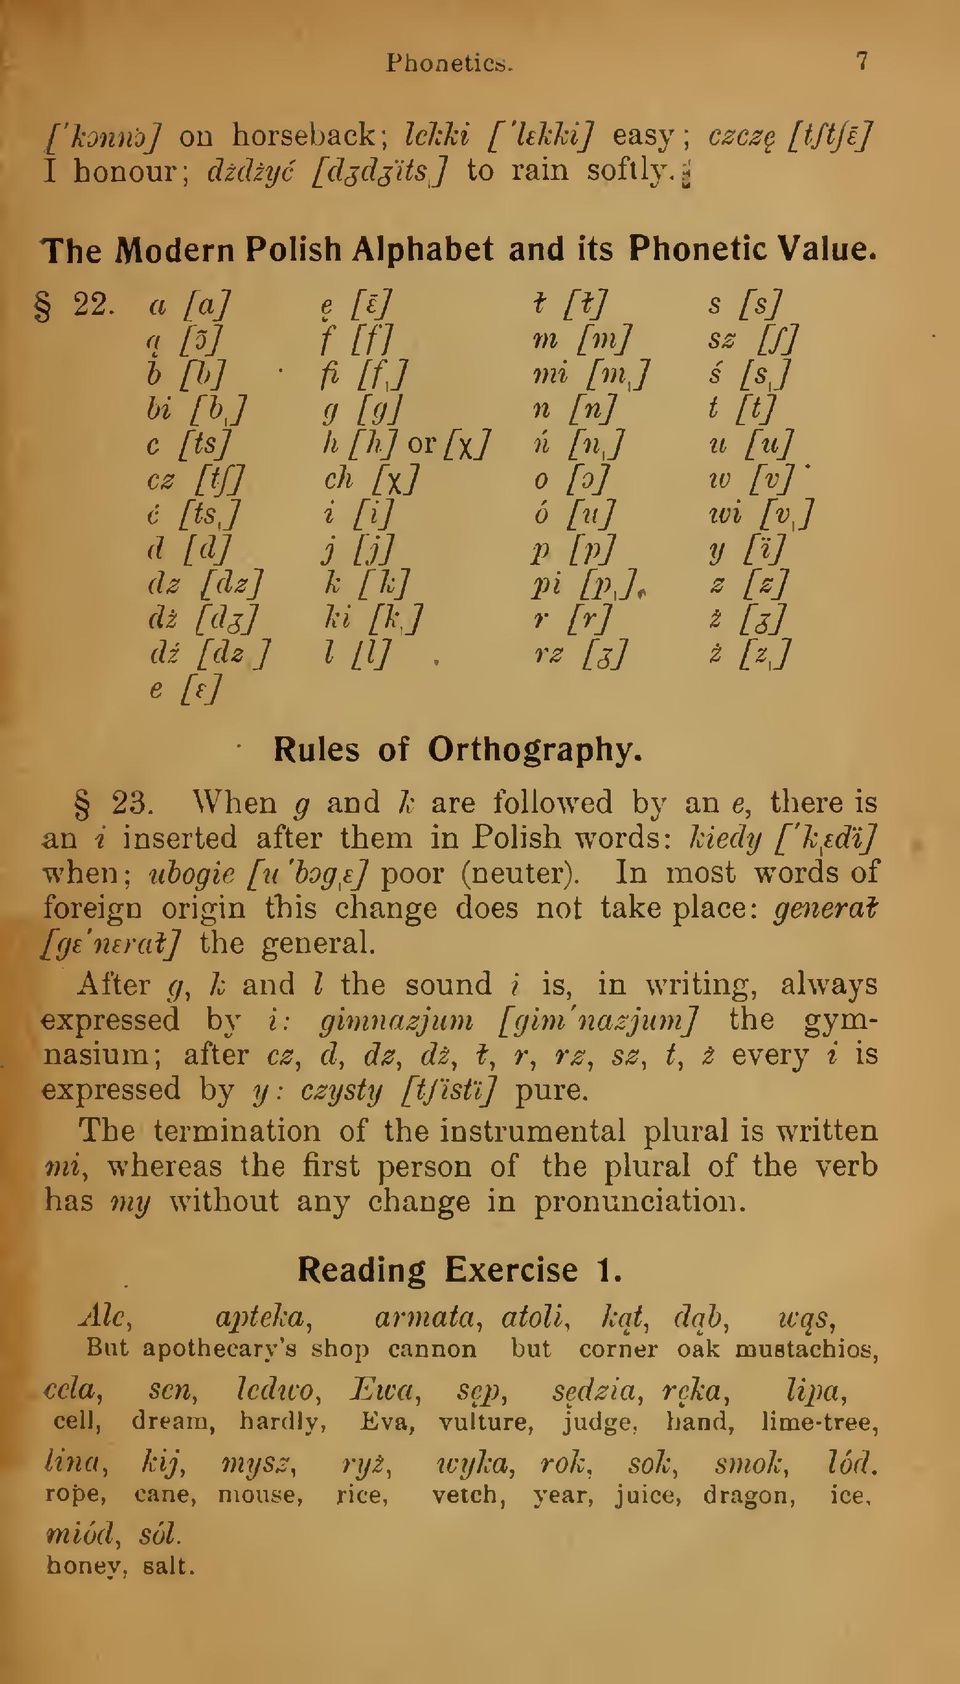 Phonetics. 7
['kɔnnɔ̃] on horseback; lekki ['lɛkki] easy; czczę [tʃtʃɛ̃]
I honour; dżdżyć [dʒdʒïts̡] to rain softly.
The Modern Polish Alphabet and its Phonetic Value.
§ 22. a [a] ę [ɛ̃] ł [ł] s [s]
ą [ɔ̃] f [f] m [m] sz [ʃ]
b [b] fi [f̡] mi [m̡] ś [s̡]
bi [b̡] g [g] n [n] t [t]
c [ts] h [h] or [χ] ń [n̡] u [u]
cz [tʃ] ch [χ] o [ɔ] w [v]
ć [ts̡] i [i] ó [u] wi [v̡]
d [d] j [j] p [p] y [ï]
dz [dz] k [k] pi [p̡] z [z]
dż [dʒ] ki [k̡] r [r] ż [ʒ]
dź [dz̡] l [l] rz [ʒ] ź [z̡]
e [ɛ]
Rules of Orthography.
§ 23. When g and k are followed by an e, there is
an i inserted after them in Polish words: kiedy ['k̡ɛdï]
when; ubogie [u'bɔg̡ɛ] poor (neuter). In most words of
foreign origin this change does not take place: generał
[gɛ'nɛrał] the general.
After g, k and l the sound i is, in writing, always
expressed by i: gimnazjum [gim'nazjum] the gym-
nasium; after cz, d, dz, dż, ł, r, rz, sz, t, ż every i is
expressed by y: czysty [tʃïstï] pure.
The termination of the instrumental plural is written
mi, whereas the first person of the plural of the verb
has my without any change in pronunciation.
Reading Exercise 1.
Ale, apteka, armata, atoli, kąt, dąb, wąs,
But apothecary's shop cannon but corner oak mustachios,
cela, sen, ledwo, Ewa, sęp, sędzia, ręka, lipa,
cell, dream, hardly, Eva, vulture, judge, hand, lime-tree,
lina, kij, mysz, ryż, wyka, rok, sok, smok, lód.
rope, cane, mouse, rice, vetch, year, juice, dragon, ice,
miód, sól.
honey, salt.